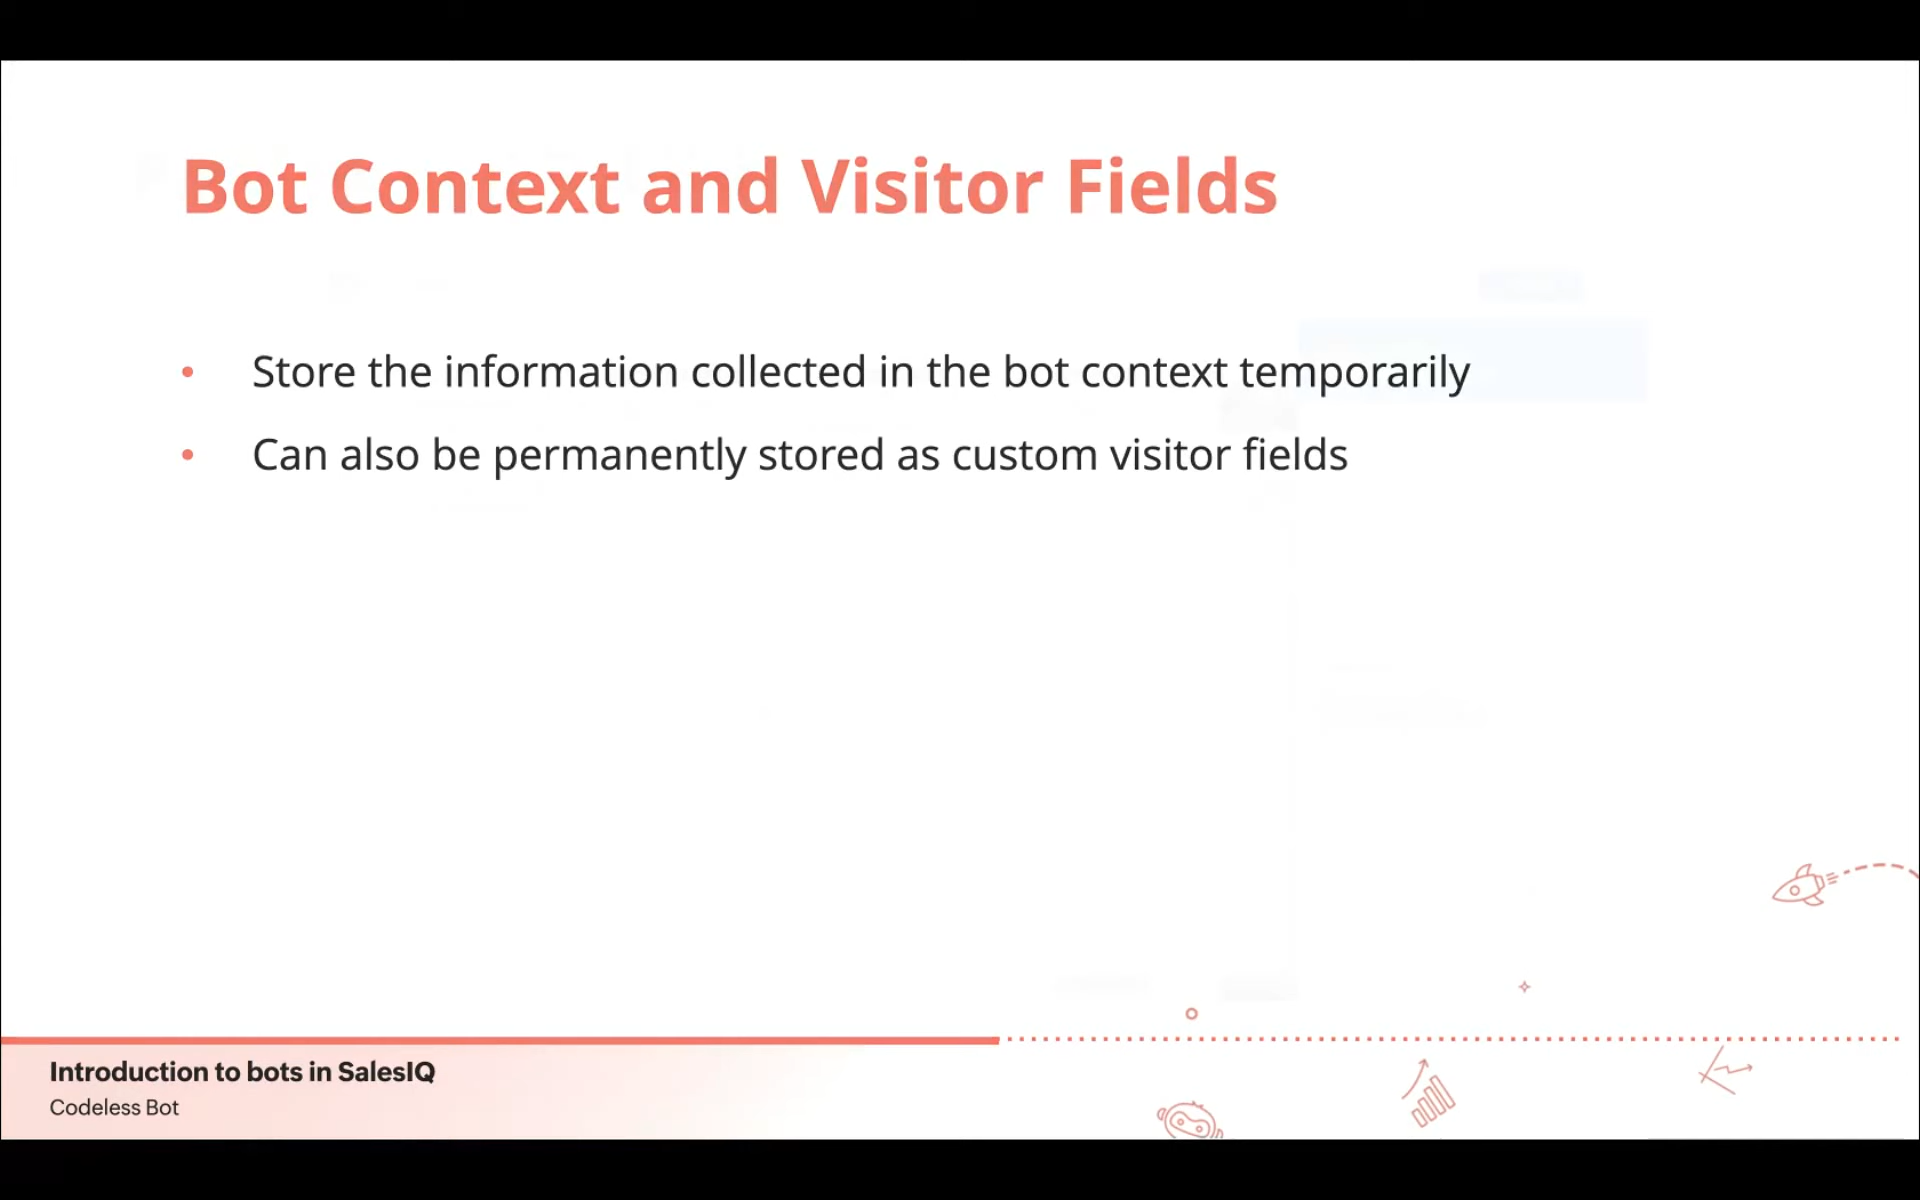 Bot Context and Visitor Fields
• Store the information collected in the bot context temporarily
• Can also be permanently stored as custom visitor fields
Introduction to bots in SalesIQ
Codeless Bot